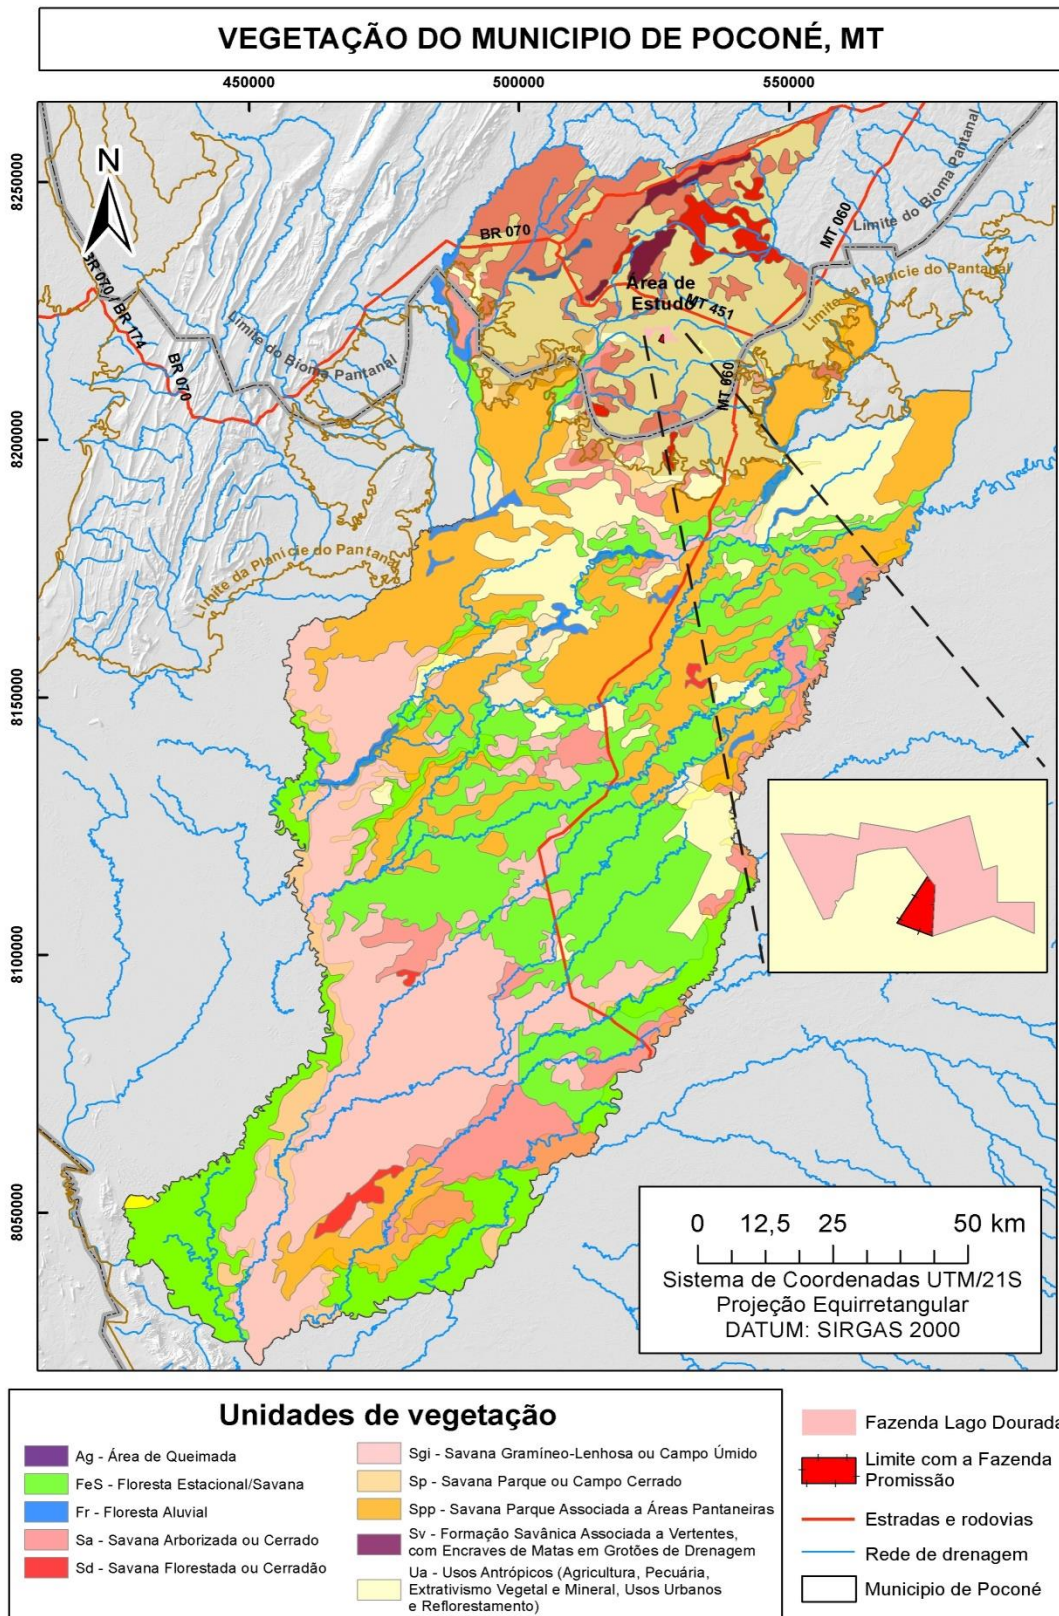 VEGETAÇÃO DO MUNICIPIO DE POCONÉ, MT
450000
500000
550000
8250000
8200000
8150000
8100000
8050000
N
BR 070
MT 060
Limite do Bioma Pantanal
Limite da Planície do Pantanal
Área de
Estudo
MT 451
MT 060
BR 070 / BR 174
BR 070
Limite do Bioma Pantanal
Limite da Planície do Pantanal
0 12,5 25 50 km
Sistema de Coordenadas UTM/21S
Projeção Equirretangular
DATUM: SIRGAS 2000
Unidades de vegetação
Ag - Área de Queimada
FeS - Floresta Estacional/Savana
Fr - Floresta Aluvial
Sa - Savana Arborizada ou Cerrado
Sd - Savana Florestada ou Cerradão
Sgi - Savana Gramíneo-Lenhosa ou Campo Úmido
Sp - Savana Parque ou Campo Cerrado
Spp - Savana Parque Associada a Áreas Pantaneiras
Sv - Formação Savânica Associada a Vertentes,
com Encraves de Matas em Grotões de Drenagem
Ua - Usos Antrópicos (Agricultura, Pecuária,
Extrativismo Vegetal e Mineral, Usos Urbanos
e Reflorestamento)
Fazenda Lago Dourada
Limite com a Fazenda
Promissão
Estradas e rodovias
Rede de drenagem
Municipio de Poconé